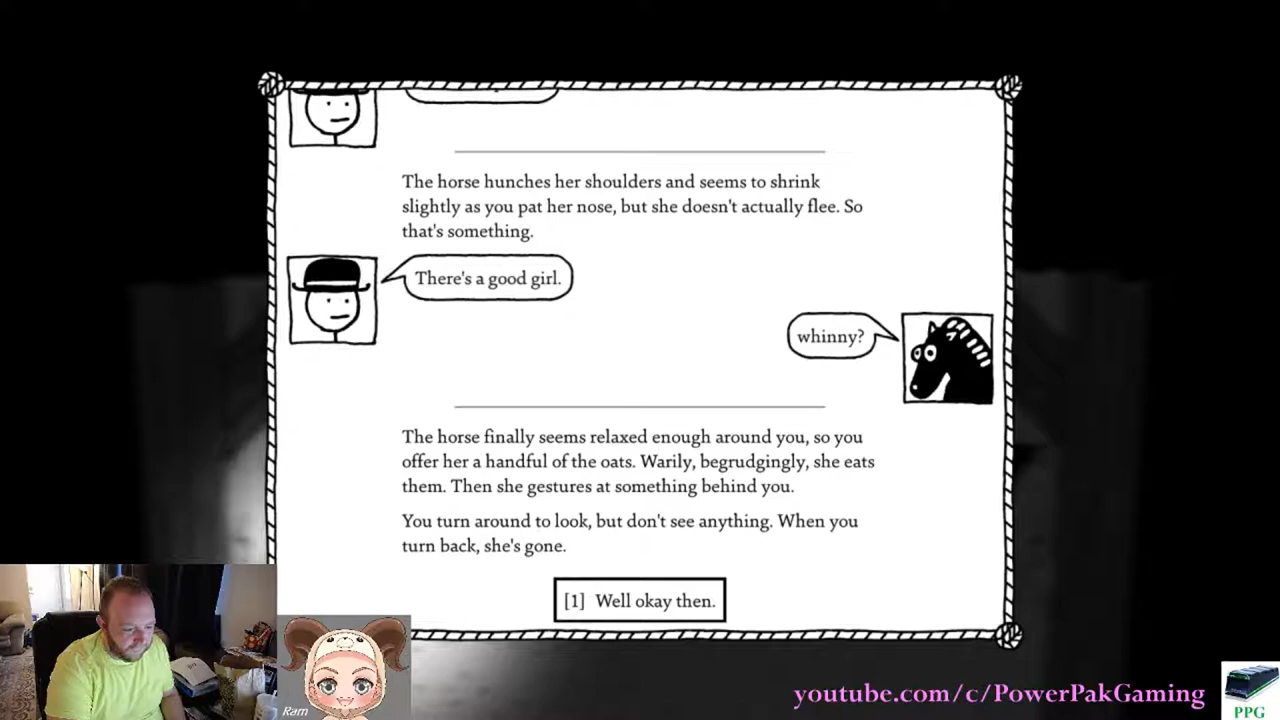 The horse hunches her shoulders and seems to shrink
slightly as you pat her nose, but she doesn't actually flee. So
that's something.
There's a good girl.
whinny?
The horse finally seems relaxed enough around you, so you
offer her a handful of the oats. Warily, begrudgingly, she eats
them. Then she gestures at something behind you.
You turn around to look, but don't see anything. When you
turn back, she's gone.
[1] Well okay then.
Ram
youtube.com/c/PowerPakGaming
PPG